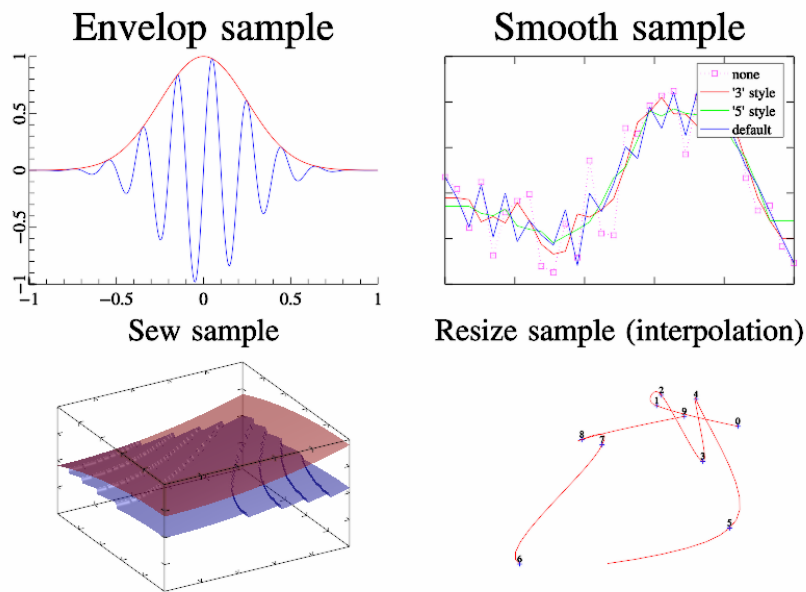 Envelop sample
1
0.5
0
−0.5
−1
−1
−0.5
0
0.5
1
Smooth sample
none
'3' style
'5' style
default
Sew sample
Resize sample (interpolation)
2
4
1
9
0
8
7
3
5
6